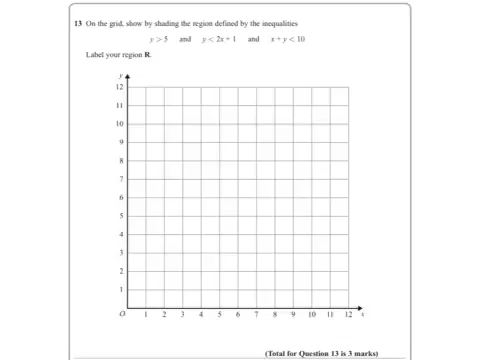 13 On the grid, show by shading the region defined by the inequalities
y > 5 and y < 2x + 1 and x + y < 10
Label your region R.
y
12
11
10
9
8
7
6
5
4
3
2
1
O 1 2 3 4 5 6 7 8 9 10 11 12 x
(Total for Question 13 is 3 marks)